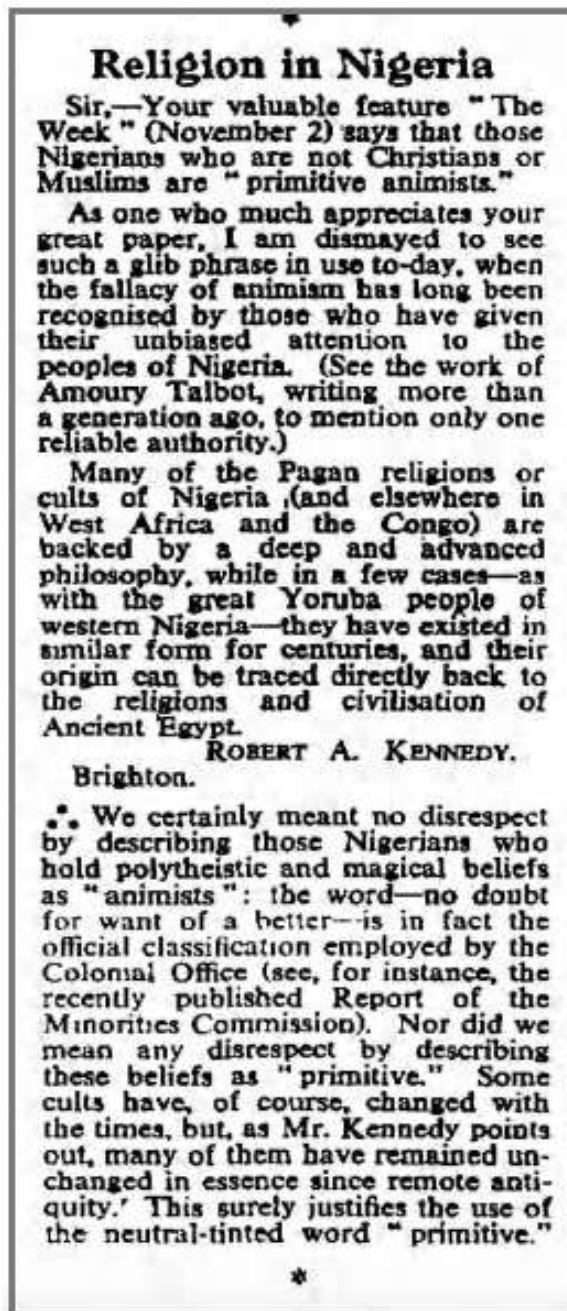 Religion in Nigeria
Sir,—Your valuable feature "The
Week" (November 2) says that those
Nigerians who are not Christians or
Muslims are "primitive animists."
As one who much appreciates your
great paper, I am dismayed to see
such a glib phrase in use to-day, when
the fallacy of animism has long been
recognised by those who have given
their unbiased attention to the
peoples of Nigeria. (See the work of
Amoury Talbot, writing more than
a generation ago, to mention only one
reliable authority.)
Many of the Pagan religions or
cults of Nigeria (and elsewhere in
West Africa and the Congo) are
backed by a deep and advanced
philosophy, while in a few cases—as
with the great Yoruba people of
western Nigeria—they have existed in
similar form for centuries, and their
origin can be traced directly back to
the religions and civilisation of
Ancient Egypt.
ROBERT A. KENNEDY.
Brighton.
∴ We certainly meant no disrespect
by describing those Nigerians who
hold polytheistic and magical beliefs
as "animists": the word—no doubt
for want of a better—is in fact the
official classification employed by the
Colonial Office (see, for instance, the
recently published Report of the
Minorities Commission). Nor did we
mean any disrespect by describing
these beliefs as "primitive." Some
cults have, of course, changed with
the times, but, as Mr. Kennedy points
out, many of them have remained un-
changed in essence since remote anti-
quity.' This surely justifies the use of
the neutral-tinted word "primitive."